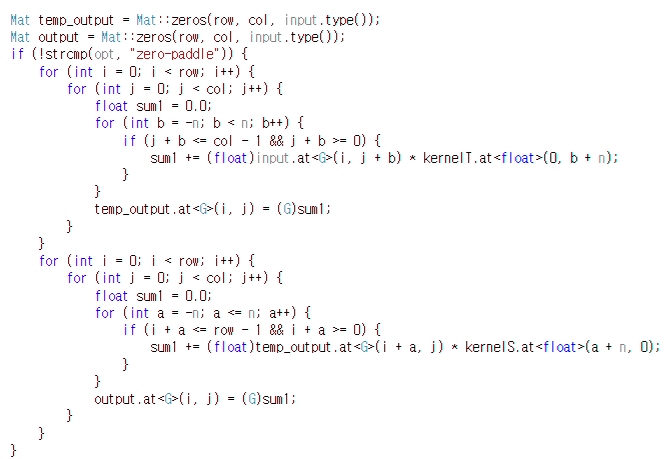 Mat temp_output = Mat::zeros(row, col, input.type());
Mat output = Mat::zeros(row, col, input.type());
if (!strcmp(opt, "zero-paddle")) {
    for (int i = 0; i < row; i++) {
        for (int j = 0; j < col; j++) {
            float sum1 = 0.0;
            for (int b = -n; b < n; b++) {
                if (j + b <= col - 1 && j + b >= 0) {
                    sum1 += (float)input.at<G>(i, j + b) * kernelT.at<float>(0, b + n);
                }
            }
            temp_output.at<G>(i, j) = (G)sum1;
        }
    }
    for (int i = 0; i < row; i++) {
        for (int j = 0; j < col; j++) {
            float sum1 = 0.0;
            for (int a = -n; a <= n; a++) {
                if (i + a <= row - 1 && i + a >= 0) {
                    sum1 += (float)temp_output.at<G>(i + a, j) * kernelS.at<float>(a + n, 0);
                }
            }
            output.at<G>(i, j) = (G)sum1;
        }
    }
}